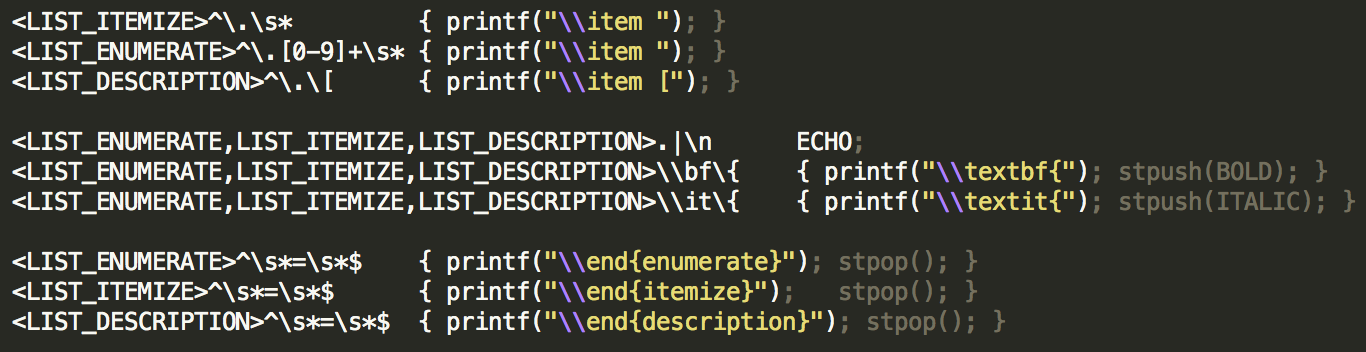 <LIST_ITEMIZE>^\.\s*         { printf("\\item "); }
<LIST_ENUMERATE>^\.[0-9]+\s* { printf("\\item "); }
<LIST_DESCRIPTION>^\.\[      { printf("\\item ["); }
<LIST_ENUMERATE,LIST_ITEMIZE,LIST_DESCRIPTION>.|\n     ECHO;
<LIST_ENUMERATE,LIST_ITEMIZE,LIST_DESCRIPTION>\\bf\{    { printf("\\textbf{"); stpush(BOLD); }
<LIST_ENUMERATE,LIST_ITEMIZE,LIST_DESCRIPTION>\\it\{    { printf("\\textit{"); stpush(ITALIC); }
<LIST_ENUMERATE>^\s*=\s*$    { printf("\\end{enumerate}"); stpop(); }
<LIST_ITEMIZE>^\s*=\s*$      { printf("\\end{itemize}");   stpop(); }
<LIST_DESCRIPTION>^\s*=\s*$  { printf("\\end{description}"); stpop(); }